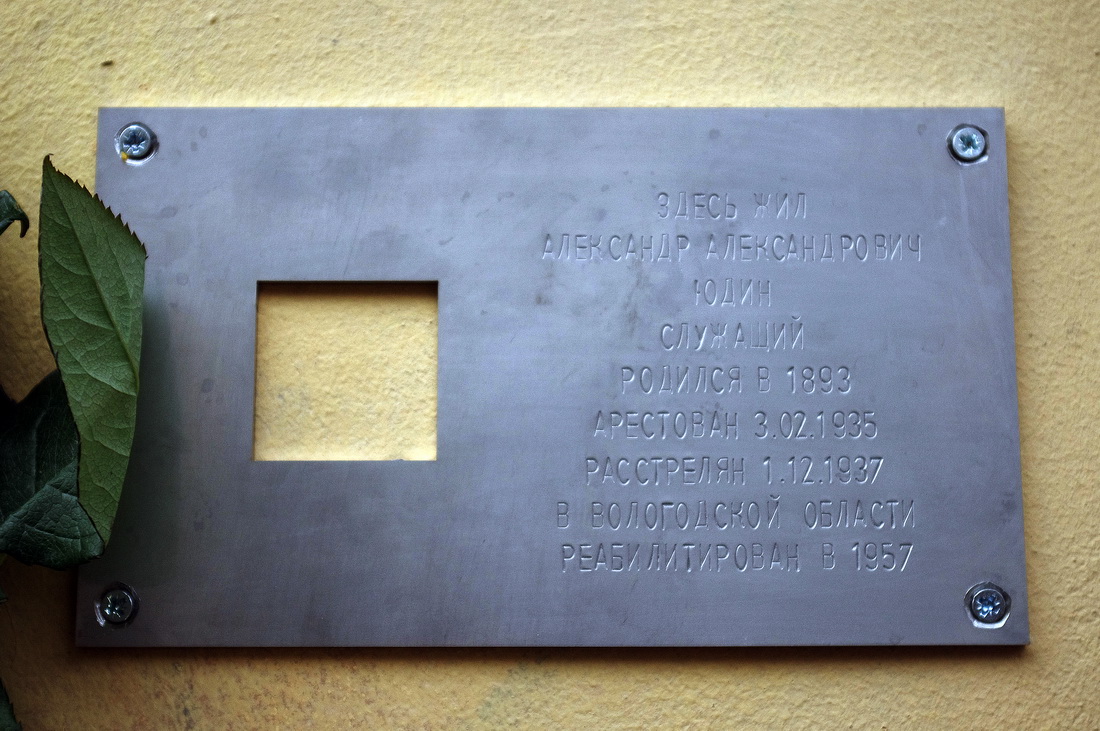 ЗДЕСЬ ЖИЛ
АЛЕКСАНДР АЛЕКСАНДРОВИЧ
ЮДИН
СЛУЖАЩИЙ
РОДИЛСЯ В 1893
АРЕСТОВАН 3.02.1935
РАССТРЕЛЯН 1.12.1937
В ВОЛОГОДСКОЙ ОБЛАСТИ
РЕАБИЛИТИРОВАН В 1957